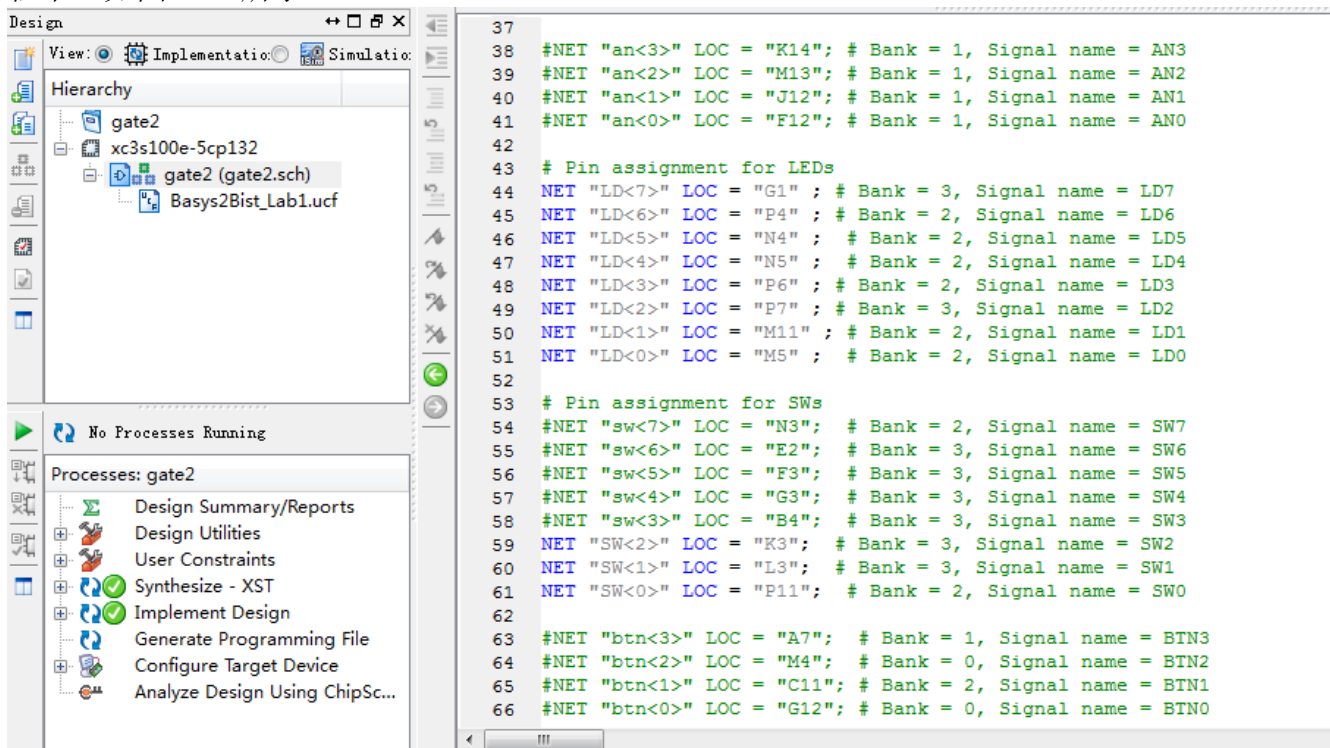 Design
View: Implementatio: Simulatio:
Hierarchy
gate2
xc3s100e-5cp132
gate2 (gate2.sch)
Basys2Bist_Lab1.ucf
No Processes Running
Processes: gate2
Design Summary/Reports
Design Utilities
User Constraints
Synthesize - XST
Implement Design
Generate Programming File
Configure Target Device
Analyze Design Using ChipSc...
37
38 #NET "an<3>" LOC = "K14"; # Bank = 1, Signal name = AN3
39 #NET "an<2>" LOC = "M13"; # Bank = 1, Signal name = AN2
40 #NET "an<1>" LOC = "J12"; # Bank = 1, Signal name = AN1
41 #NET "an<0>" LOC = "F12"; # Bank = 1, Signal name = AN0
42
43 # Pin assignment for LEDs
44 NET "LD<7>" LOC = "G1" ; # Bank = 3, Signal name = LD7
45 NET "LD<6>" LOC = "P4" ; # Bank = 2, Signal name = LD6
46 NET "LD<5>" LOC = "N4" ; # Bank = 2, Signal name = LD5
47 NET "LD<4>" LOC = "N5" ; # Bank = 2, Signal name = LD4
48 NET "LD<3>" LOC = "P6" ; # Bank = 2, Signal name = LD3
49 NET "LD<2>" LOC = "P7" ; # Bank = 3, Signal name = LD2
50 NET "LD<1>" LOC = "M11" ; # Bank = 2, Signal name = LD1
51 NET "LD<0>" LOC = "M5" ; # Bank = 2, Signal name = LD0
52
53 # Pin assignment for SWs
54 #NET "sw<7>" LOC = "N3"; # Bank = 2, Signal name = SW7
55 #NET "sw<6>" LOC = "E2"; # Bank = 3, Signal name = SW6
56 #NET "sw<5>" LOC = "F3"; # Bank = 3, Signal name = SW5
57 #NET "sw<4>" LOC = "G3"; # Bank = 3, Signal name = SW4
58 #NET "sw<3>" LOC = "B4"; # Bank = 3, Signal name = SW3
59 NET "SW<2>" LOC = "K3"; # Bank = 3, Signal name = SW2
60 NET "SW<1>" LOC = "L3"; # Bank = 3, Signal name = SW1
61 NET "SW<0>" LOC = "P11"; # Bank = 2, Signal name = SW0
62
63 #NET "btn<3>" LOC = "A7"; # Bank = 1, Signal name = BTN3
64 #NET "btn<2>" LOC = "M4"; # Bank = 0, Signal name = BTN2
65 #NET "btn<1>" LOC = "C11"; # Bank = 2, Signal name = BTN1
66 #NET "btn<0>" LOC = "G12"; # Bank = 0, Signal name = BTN0